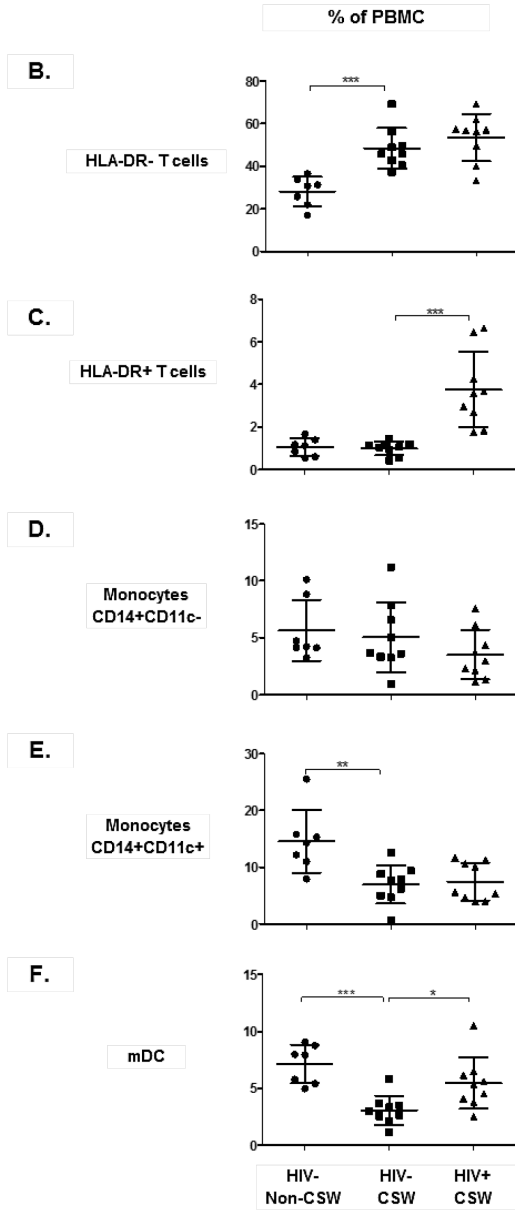 % of PBMC
B.
HLA-DR- T cells
80
60
40
20
0
***
C.
HLA-DR+ T cells
8
6
4
2
0
***
D.
Monocytes
CD14+CD11c-
15
10
5
0
E.
Monocytes
CD14+CD11c+
30
20
10
0
**
F.
mDC
15
10
5
0
***
*
HIV-
Non-CSW
HIV-
CSW
HIV+
CSW